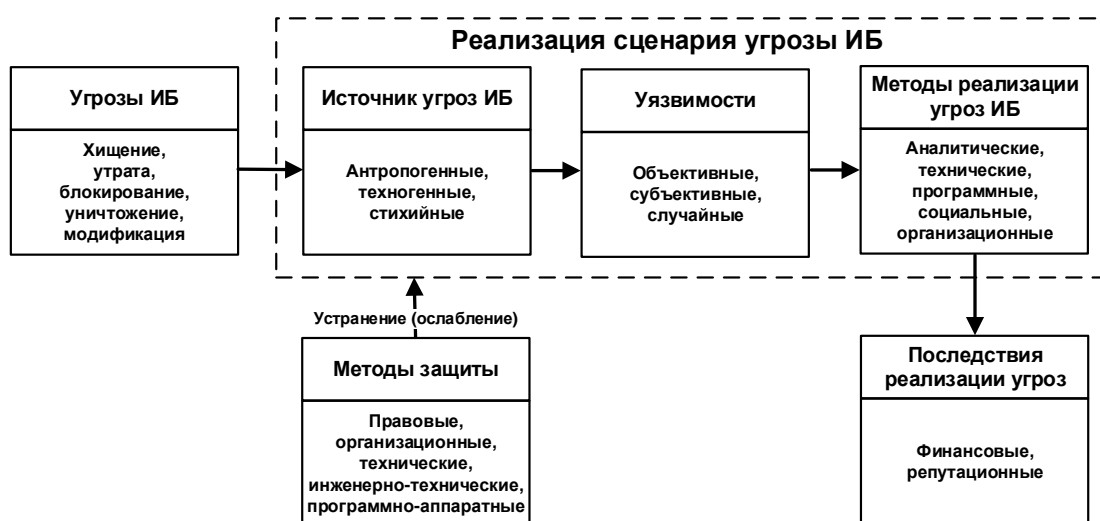 Реализация сценария угрозы ИБ
Угрозы ИБ
Хищение,
утрата,
блокирование,
уничтожение,
модификация
Источник угроз ИБ
Антропогенные,
техногенные,
стихийные
Уязвимости
Объективные,
субъективные,
случайные
Методы реализации
угроз ИБ
Аналитические,
технические,
программные,
социальные,
организационные
Устранение (ослабление)
Методы защиты
Правовые,
организационные,
технические,
инженерно-технические,
программно-аппаратные
Последствия
реализации угроз
Финансовые,
репутационные